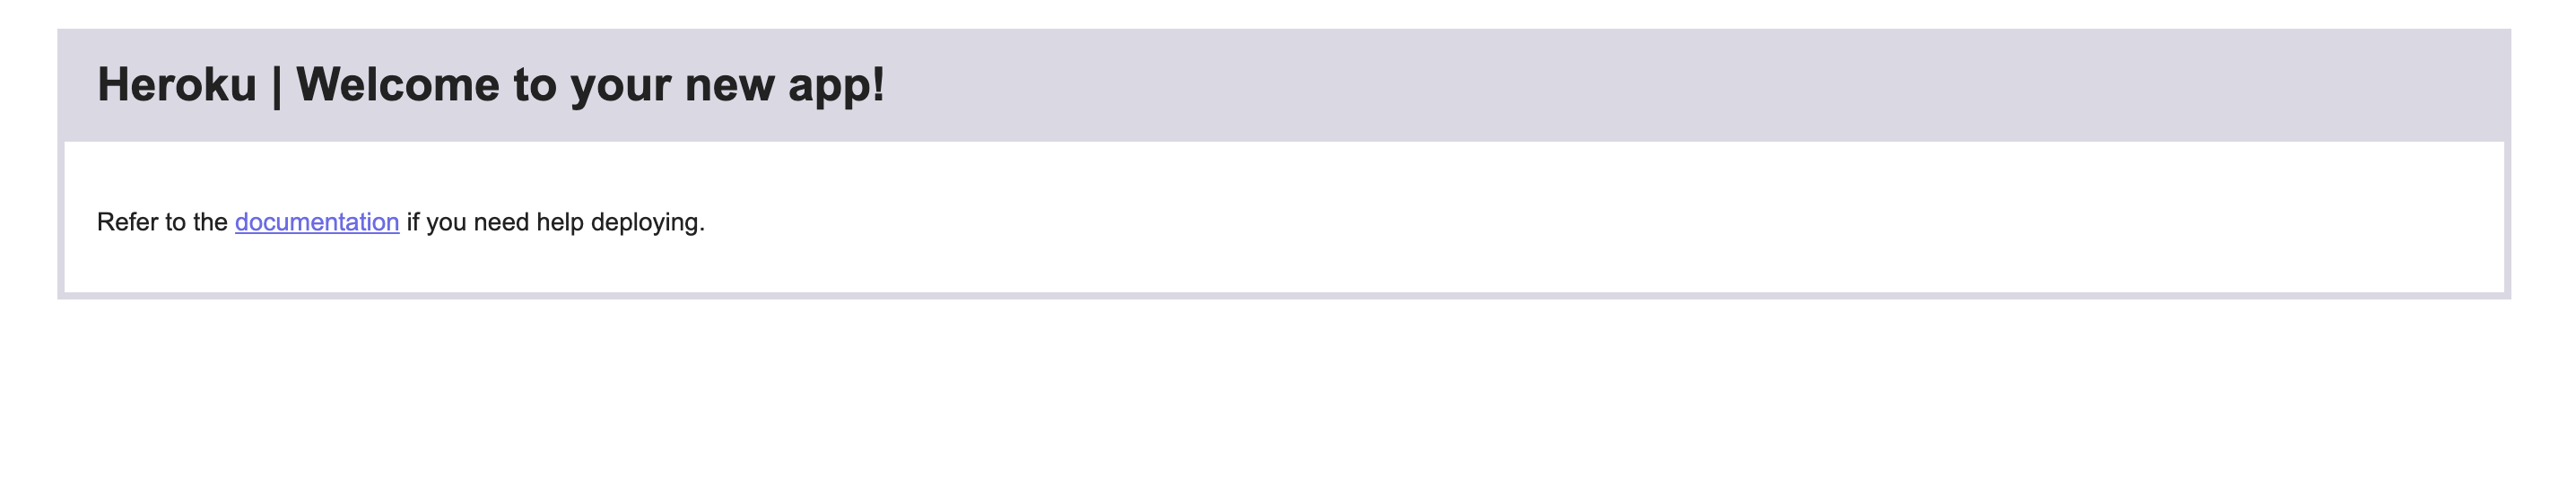 Heroku | Welcome to your new app!
Refer to the documentation if you need help deploying.